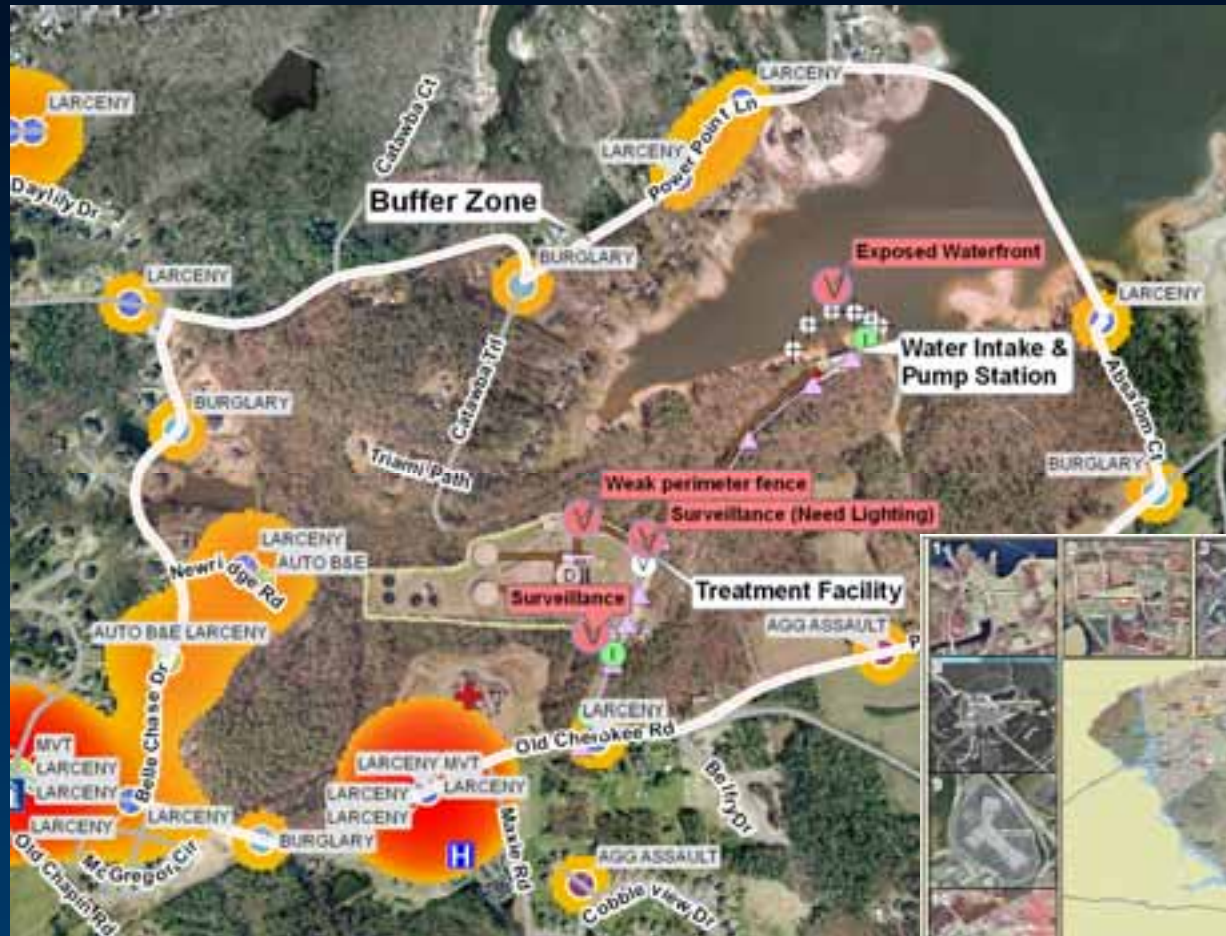 LARCENY
LARCENY
Catawba Ct
LARCENY
Power Point Ln
Daylily Dr
Buffer Zone
BURGLARY
Exposed Waterfront
LARCENY
LARCENY
Water Intake &
Pump Station
Catawba Trl
Absalom Ct
BURGLARY
Triami Path
BURGLARY
Weak perimeter fence
Surveillance (Need Lighting)
LARCENY
AUTO B&E
Newridge Rd
D
V
V
V
V
V
Surveillance
Treatment Facility
AUTO B&E LARCENY
AGG ASSAULT
P
Belle Chase Dr
LARCENY
Old Cherokee Rd
MVT
LARCENY
LARCENY
LARCENY
LARCENY MVT
LARCENY
LARCENY
LARCENY
Belfry Dr
BURGLARY
Maxie Rd
H
McGregor Cir
Old Chapin Rd
AGG ASSAULT
Cobble view Dr
1